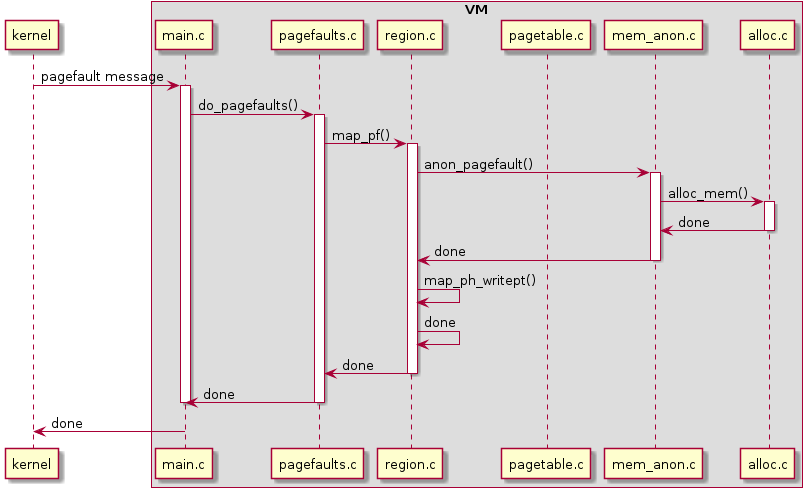 VM
kernel main.c pagefaults.c region.c pagetable.c mem_anon.c alloc.c
pagefault message
do_pagefaults()
map_pf()
anon_pagefault()
alloc_mem()
done
done
map_ph_writept()
done
done
done
done
kernel main.c pagefaults.c region.c pagetable.c mem_anon.c alloc.c